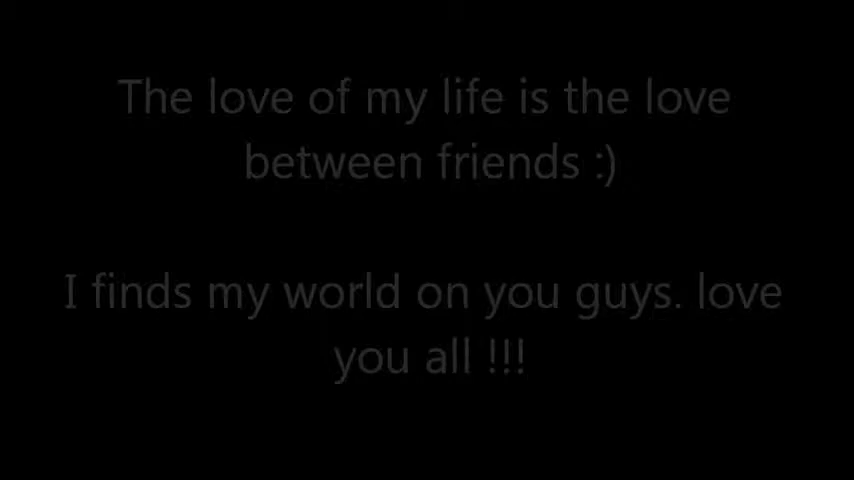 The love of my life is the love
between friends :)
I finds my world on you guys. love
you all !!!